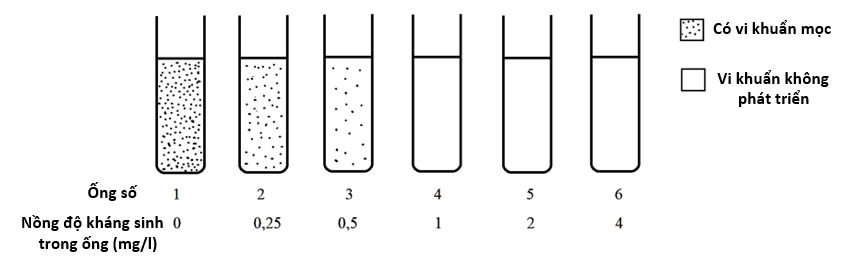 Có vi khuẩn mọc
Vi khuẩn không
phát triển
Ống số 1 2 3 4 5 6
Nồng độ kháng sinh
trong ống (mg/l) 0 0,25 0,5 1 2 4